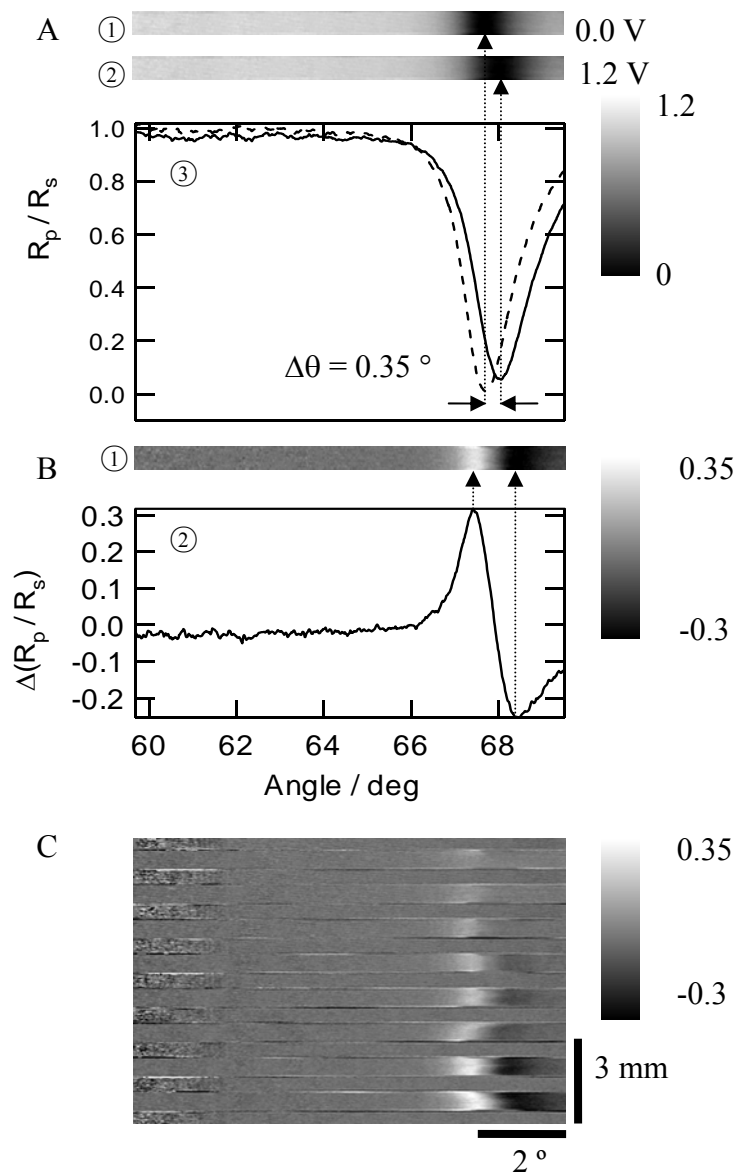 A ① 0.0 V
② 1.2 V
1.2
0
③
R_p / R_s
1.0
0.8
0.6
0.4
0.2
0.0
Δθ = 0.35 °
B ①
0.35
-0.3
②
Δ(R_p / R_s)
0.3
0.2
0.0
-0.1
-0.2
60 62 64 66 68
Angle / deg
C
0.35
-0.3
3 mm
2 º